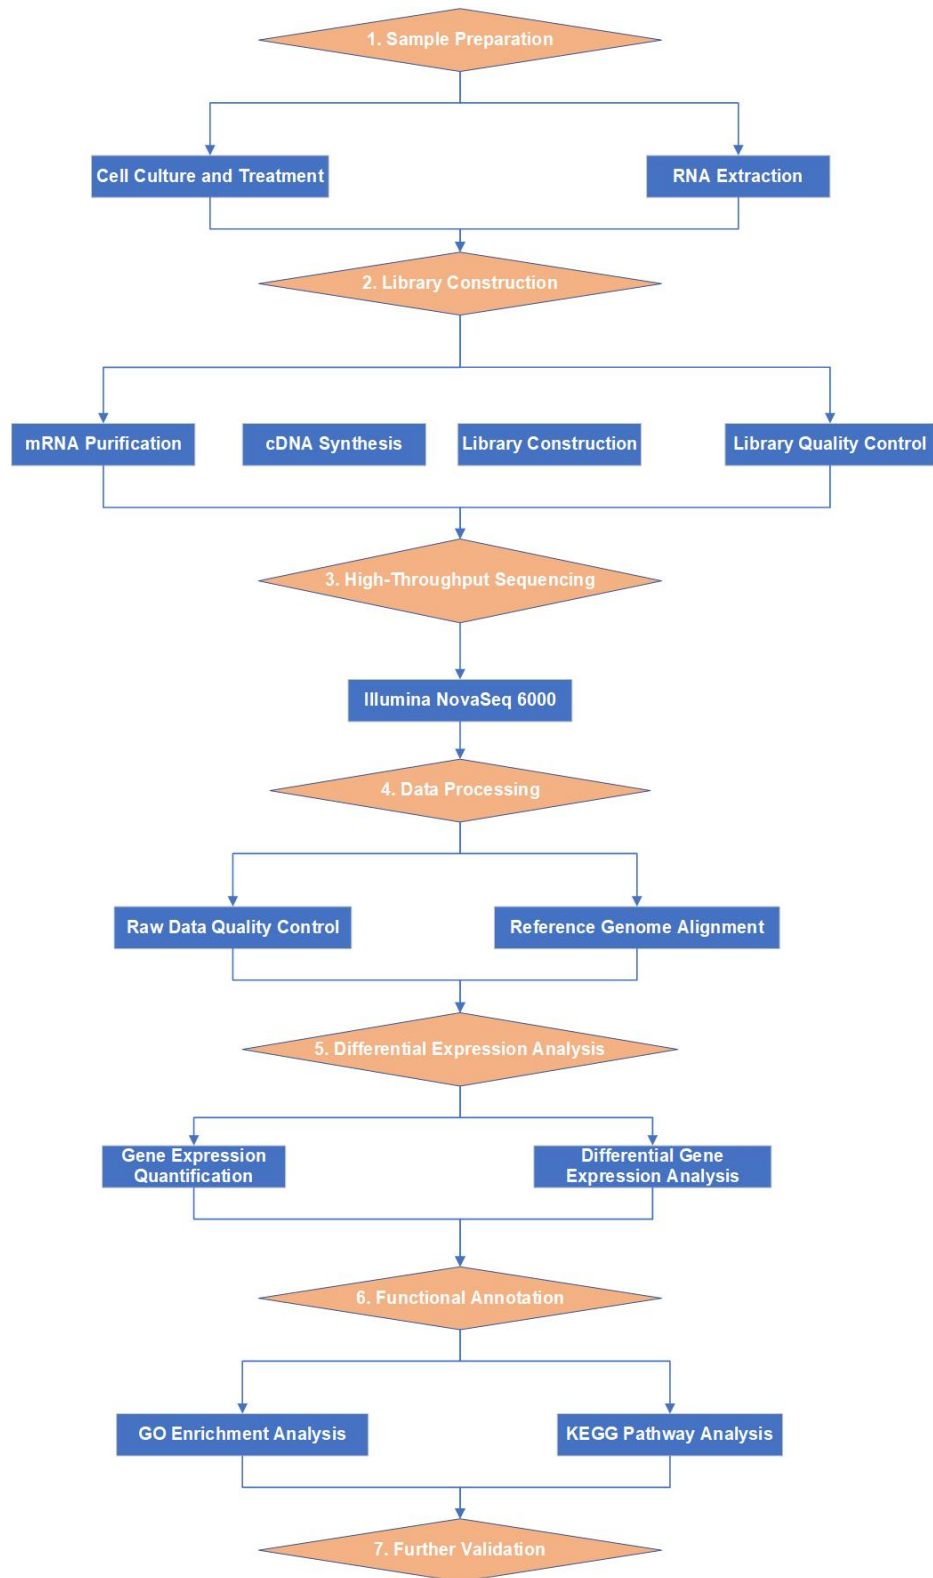 1. Sample Preparation
Cell Culture and Treatment
RNA Extraction
2. Library Construction
mRNA Purification
cDNA Synthesis
Library Construction
Library Quality Control
3. High-Throughput Sequencing
Illumina NovaSeq 6000
4. Data Processing
Raw Data Quality Control
Reference Genome Alignment
5. Differential Expression Analysis
Gene Expression
Quantification
Differential Gene
Expression Analysis
6. Functional Annotation
GO Enrichment Analysis
KEGG Pathway Analysis
7. Further Validation